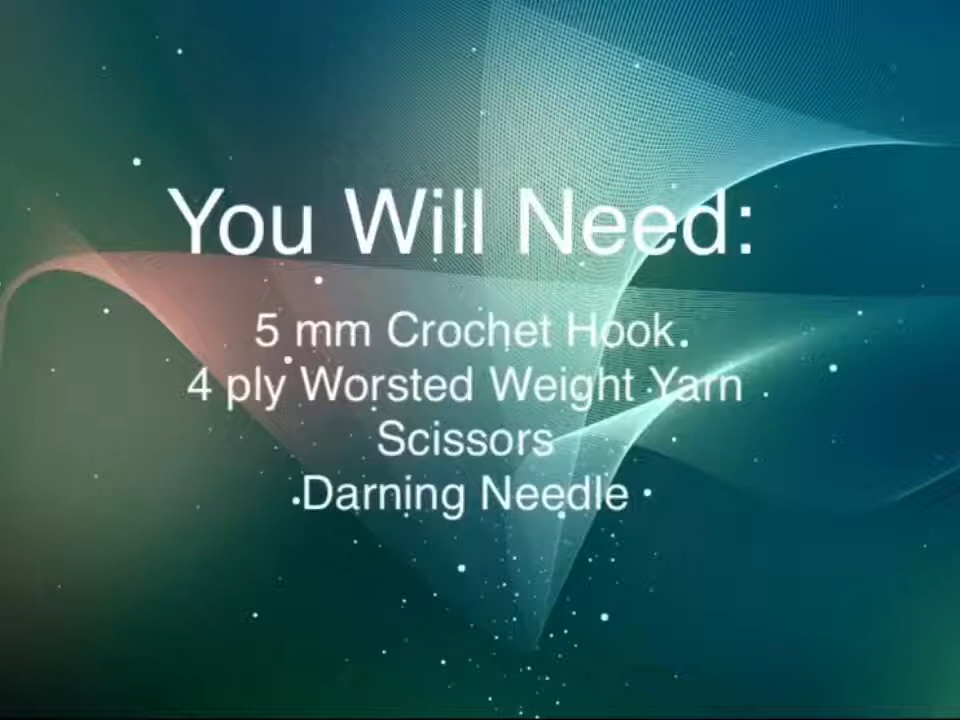 You Will Need:
5 mm Crochet Hook
4 ply Worsted Weight Yarn
Scissors
Darning Needle